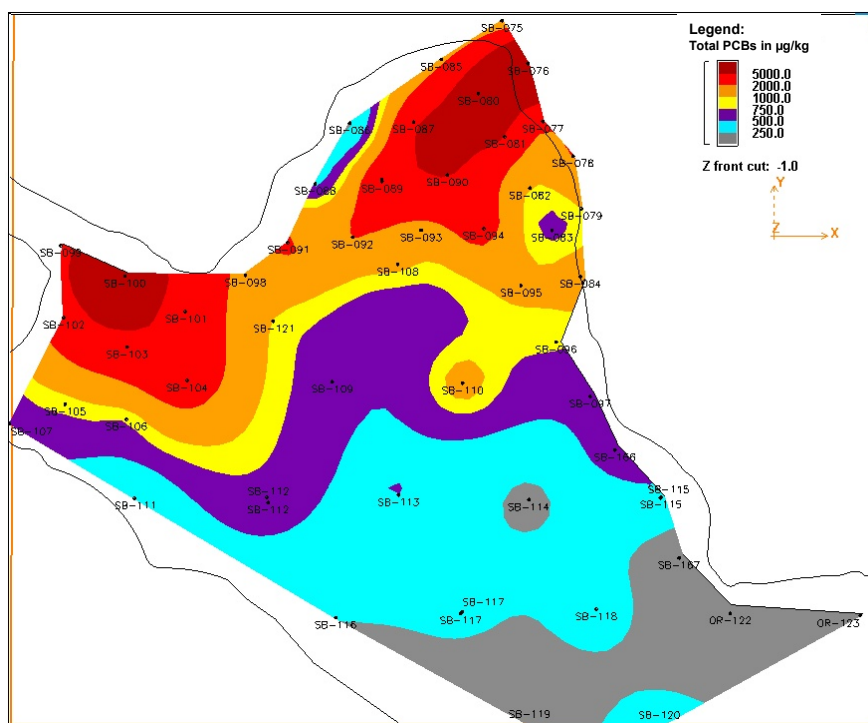 Legend:
Total PCBs in µg/kg
5000.0
2000.0
1000.0
750.0
500.0
250.0
Z front cut: -1.0
Y
Z
X
SB-075
SB-085
SB-076
SB-080
SB-086
SB-087
SB-077
SB-081
SB-078
SB-088
SB-089
SB-090
SB-082
SB-079
SB-099
SB-091
SB-092
SB-093
SB-094
SB-083
SB-100
SB-098
SB-108
SB-095
SB-084
SB-102
SB-101
SB-121
SB-103
SB-096
SB-104
SB-109
SB-110
SB-105
SB-097
SB-107
SB-106
SB-166
SB-111
SB-112
SB-112
SB-113
SB-114
SB-115
SB-115
SB-167
SB-116
SB-117
SB-117
SB-118
OR-122
OR-123
SB-119
SB-120